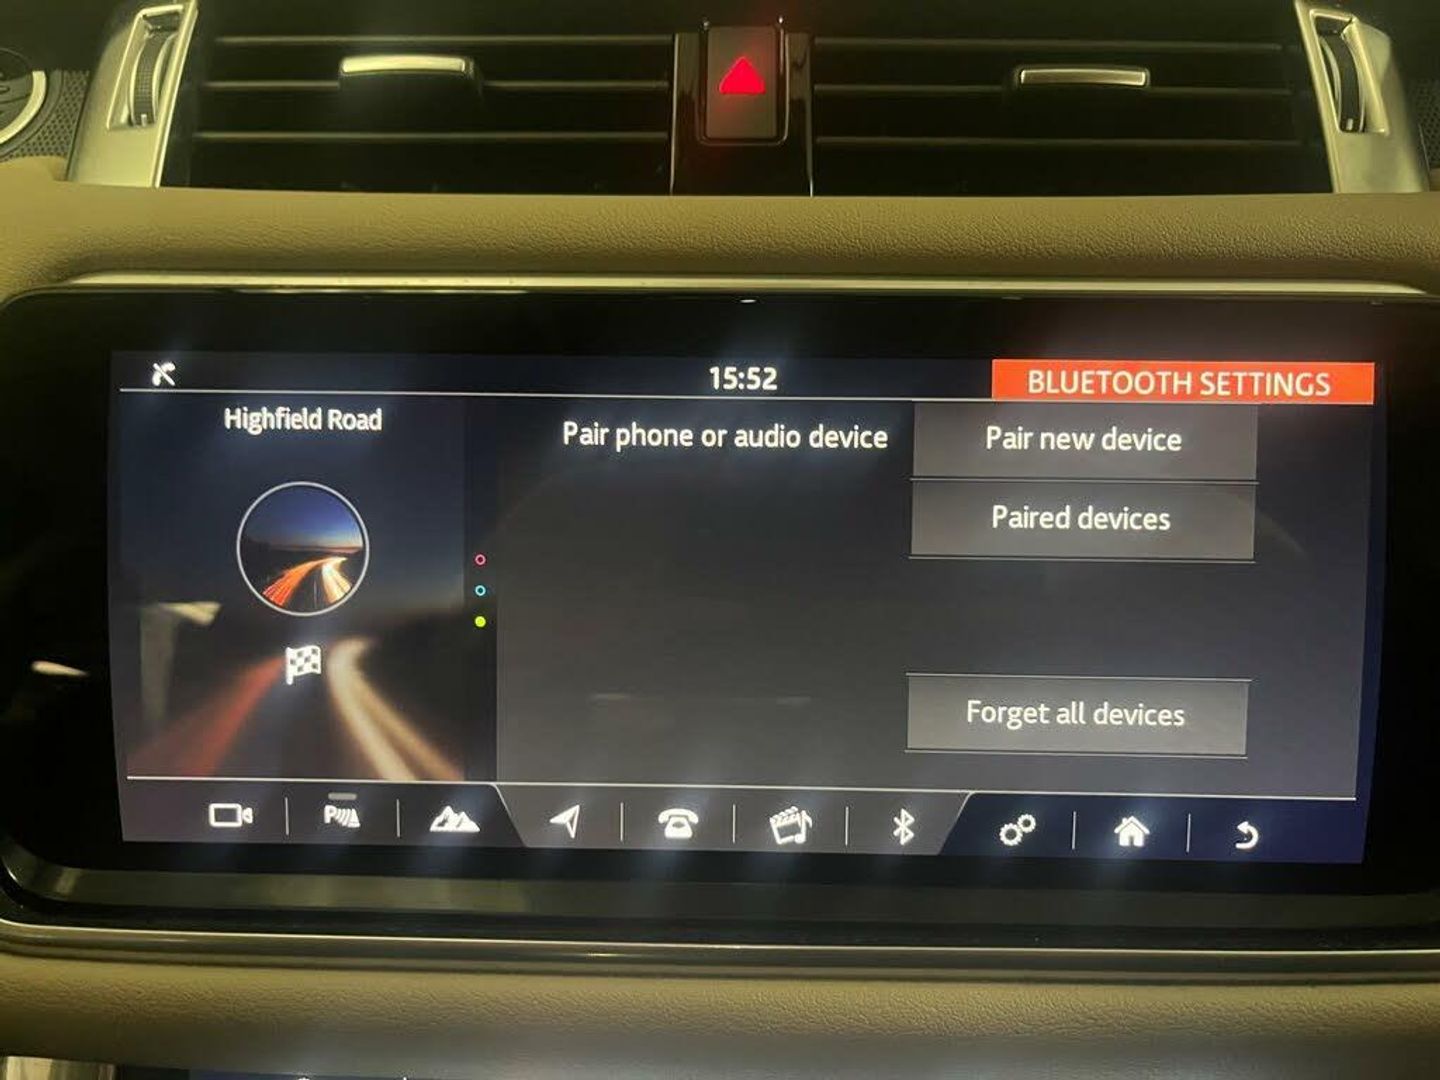 15:52
BLUETOOTH SETTINGS
Highfield Road
Pair phone or audio device
Pair new device
Paired devices
Forget all devices
P